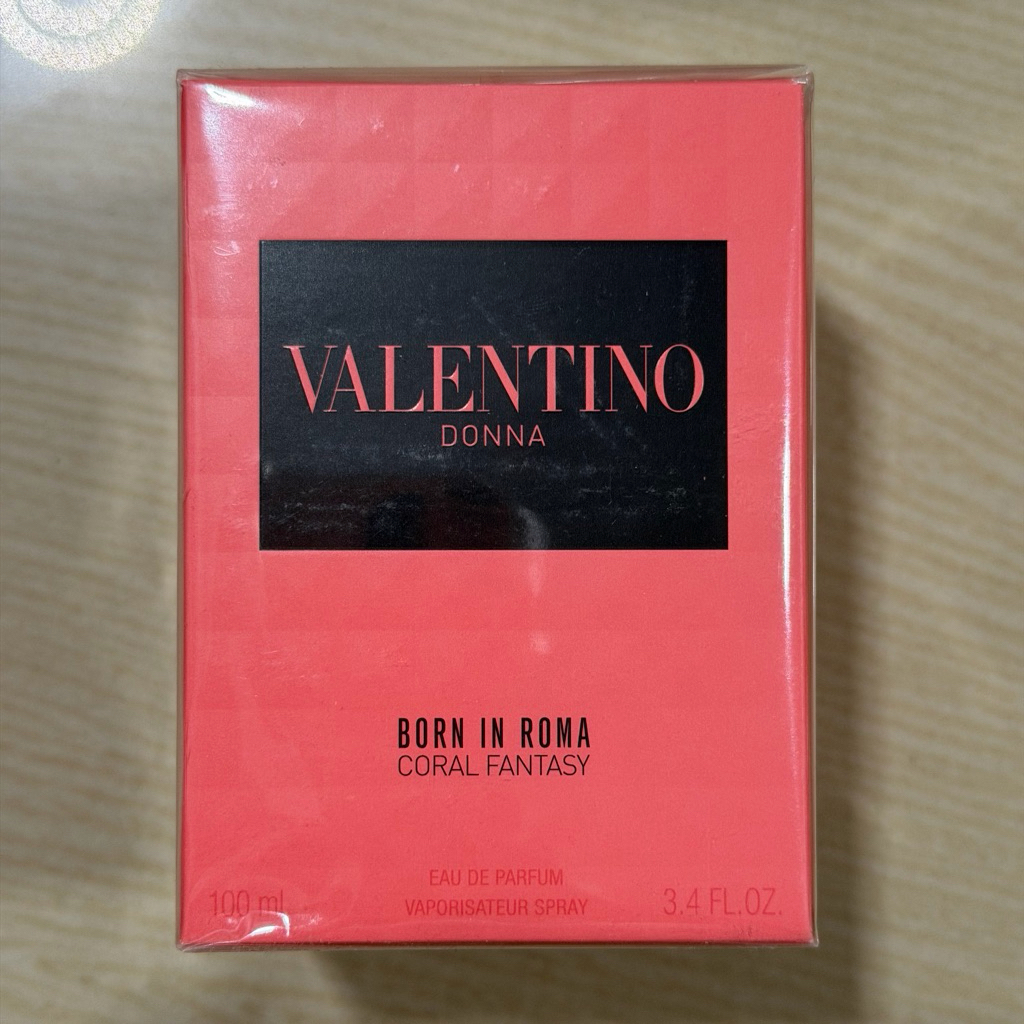 VALENTINO
DONNA
BORN IN ROMA
CORAL FANTASY
EAU DE PARFUM
100 ml VAPORISATEUR SPRAY 3.4 FL.OZ.